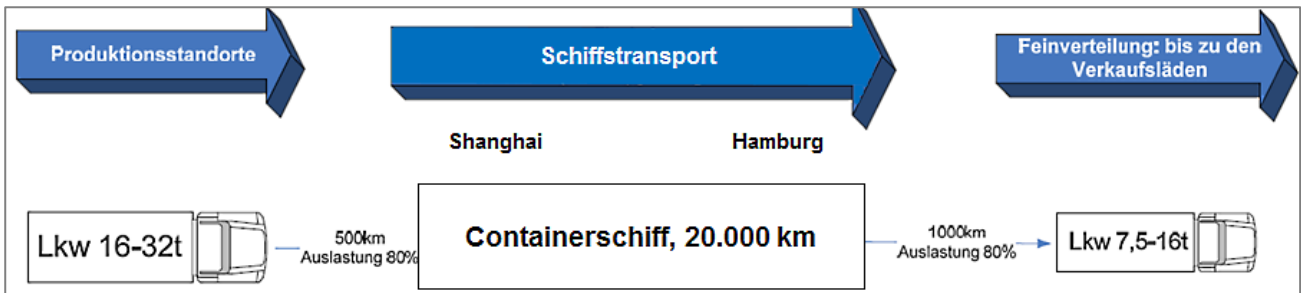 Produktionsstandorte
Schiffstransport
Feinverteilung: bis zu den
Verkaufsläden
Shanghai
Hamburg
Lkw 16-32t
500km
Auslastung 80%
Containerschiff, 20.000 km
1000km
Auslastung 80%
Lkw 7,5-16t